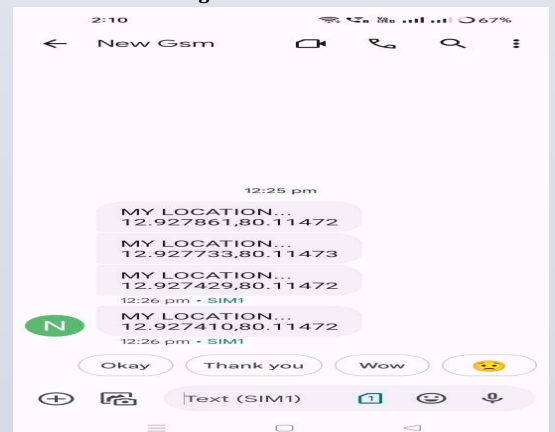 2:10
67%
New Gsm
12:25 pm
MY LOCATION...
12.927861,80.11472
MY LOCATION...
12.927733,80.11473
MY LOCATION...
12.927429,80.11472
12:26 pm • SIM1
MY LOCATION...
12.927410,80.11472
N
12:26 pm • SIM1
Okay
Thank you
Wow
Text (SIM1)
1